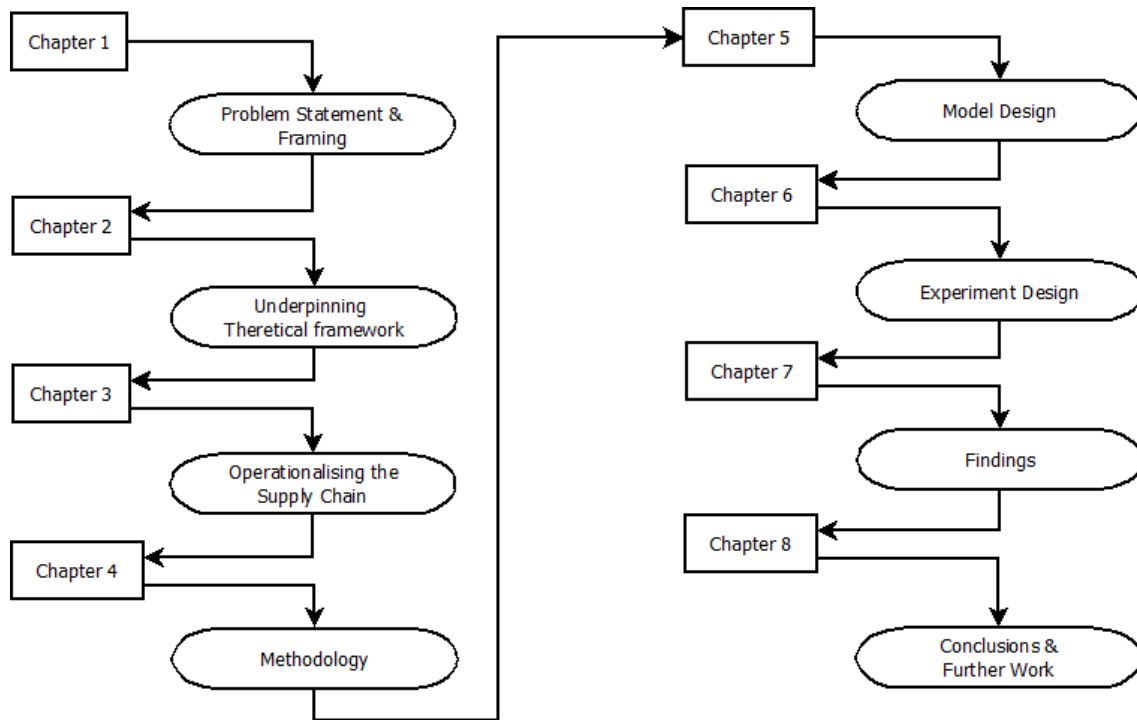 Chapter 1
Problem Statement &
Framing
Chapter 2
Underpinning
Theretical framework
Chapter 3
Operationalising the
Supply Chain
Chapter 4
Methodology
Chapter 5
Model Design
Chapter 6
Experiment Design
Chapter 7
Findings
Chapter 8
Conclusions &
Further Work